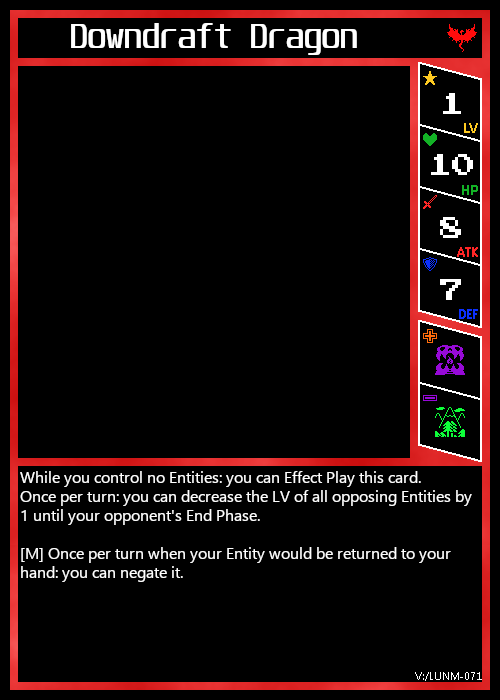 Downdraft Dragon
1
LV
10
HP
8
ATK
7
DEF
While you control no Entities: you can Effect Play this card.
Once per turn: you can decrease the LV of all opposing Entities by
1 until your opponent's End Phase.
[M] Once per turn when your Entity would be returned to your
hand: you can negate it.
V:/LUNM-071